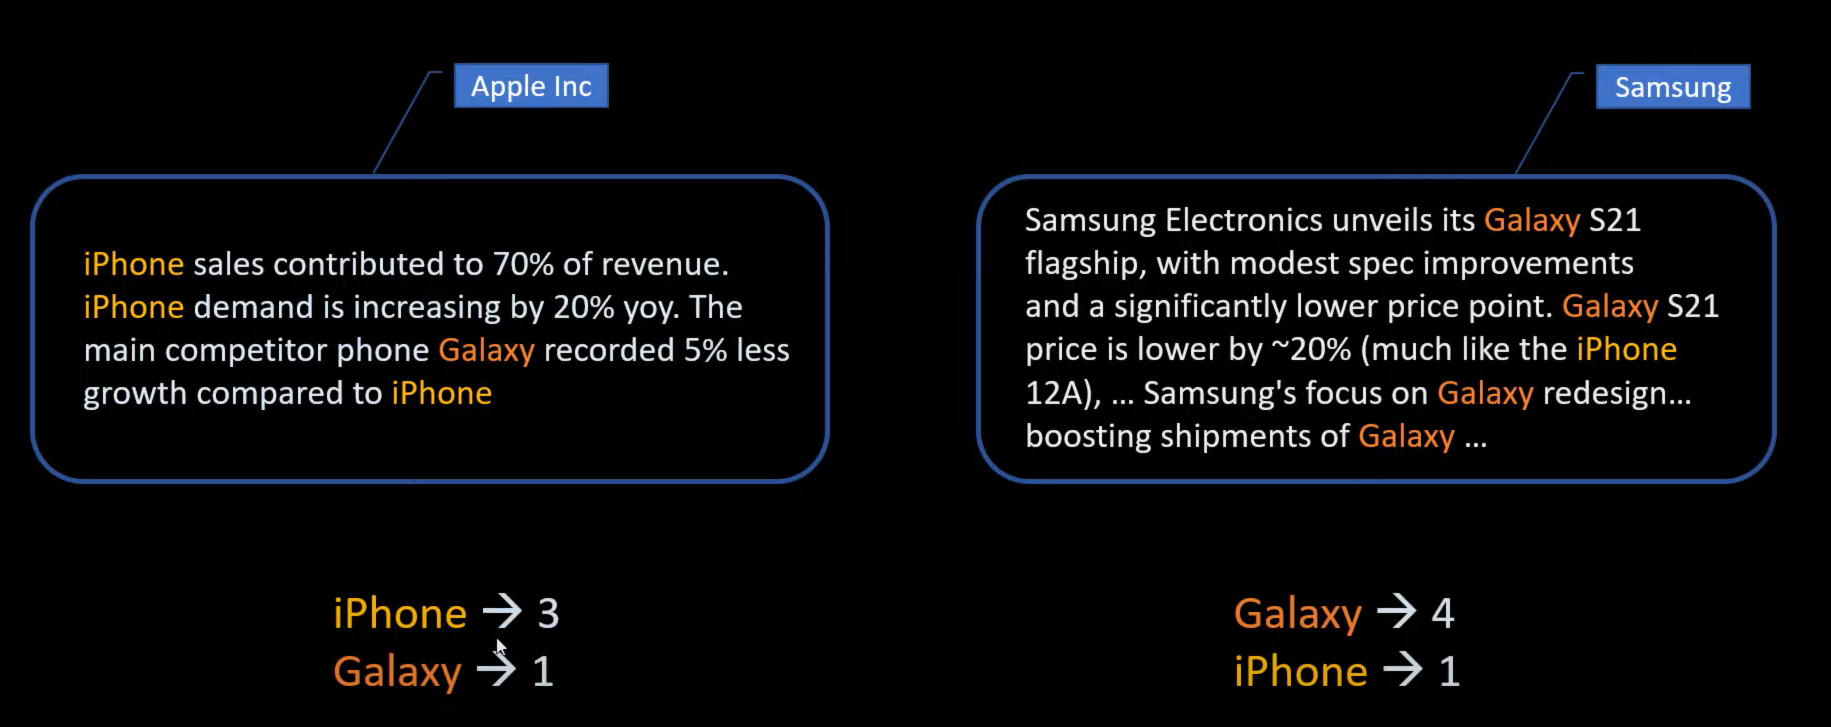 Apple Inc
iPhone sales contributed to 70% of revenue.
iPhone demand is increasing by 20% yoy. The
main competitor phone Galaxy recorded 5% less
growth compared to iPhone
iPhone → 3
Galaxy → 1
Samsung
Samsung Electronics unveils its Galaxy S21
flagship, with modest spec improvements
and a significantly lower price point. Galaxy S21
price is lower by ~20% (much like the iPhone
12A), ... Samsung's focus on Galaxy redesign...
boosting shipments of Galaxy ...
Galaxy → 4
iPhone → 1